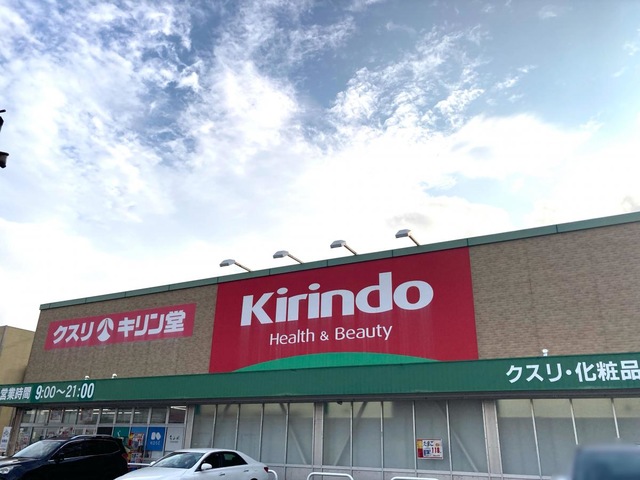 クスリ キリン堂
Kirindo
Health & Beauty
営業時間 9:00～21:00
クスリ・化粧品